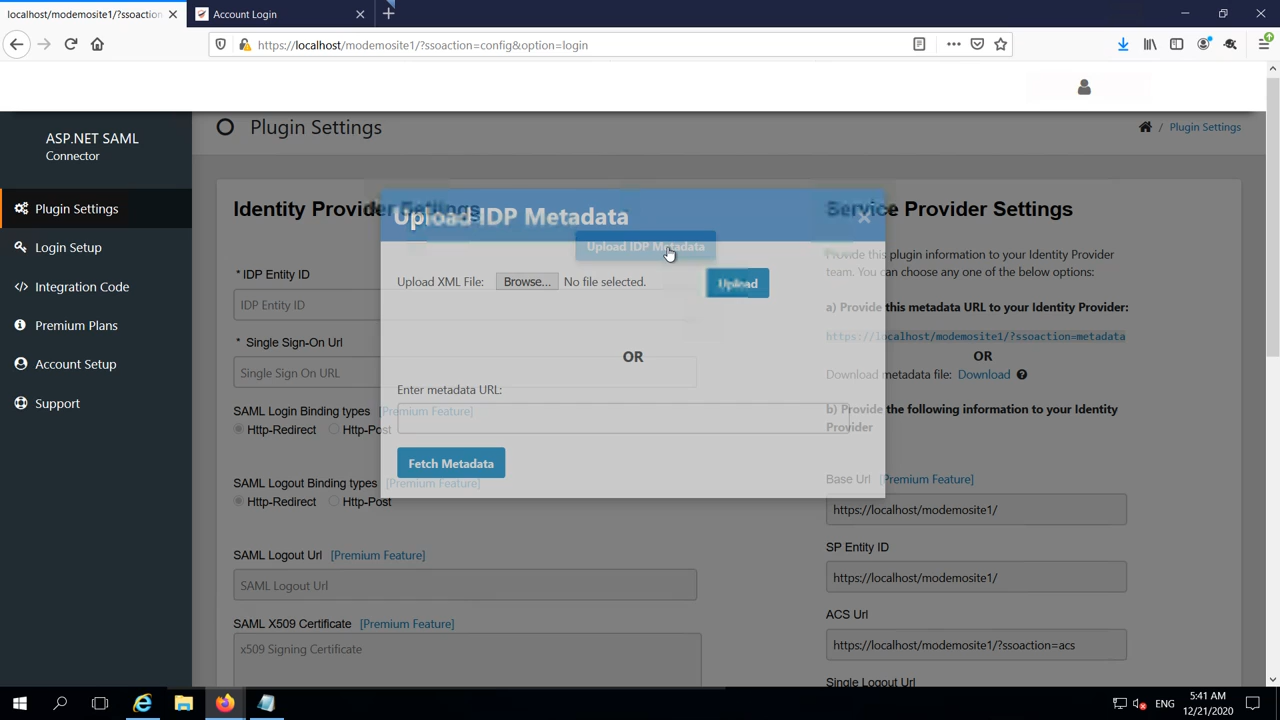 localhost/modemosite1/?ssoaction
Account Login
https://localhost/modemosite1/?ssoaction=config&option=login
ASP.NET SAML
Connector
Plugin Settings
Login Setup
Integration Code
Premium Plans
Account Setup
Support
Plugin Settings
/ Plugin Settings
Identity Provider Settings
Upload IDP Metadata
* IDP Entity ID
IDP Entity ID
* Single Sign-On Url
Single Sign On URL
SAML Login Binding types [Premium Feature]
Http-Redirect Http-Post
SAML Logout Binding types [Premium Feature]
Http-Redirect Http-Post
SAML Logout Url [Premium Feature]
SAML Logout Url
SAML X509 Certificate [Premium Feature]
x509 Signing Certificate
Upload IDP Metadata
Upload XML File: Browse... No file selected. Upload
OR
Enter metadata URL:
Fetch Metadata
Service Provider Settings
Provide this plugin information to your Identity Provider
team. You can choose any one of the below options:
a) Provide this metadata URL to your Identity Provider:
https://localhost/modemosite1/?ssoaction=metadata
OR
Download metadata file: Download
b) Provide the following information to your Identity
Provider
Base Url [Premium Feature]
https://localhost/modemosite1/
SP Entity ID
https://localhost/modemosite1/
ACS Url
https://localhost/modemosite1/?ssoaction=acs
Single Logout Url
ENG
5:41 AM
12/21/2020